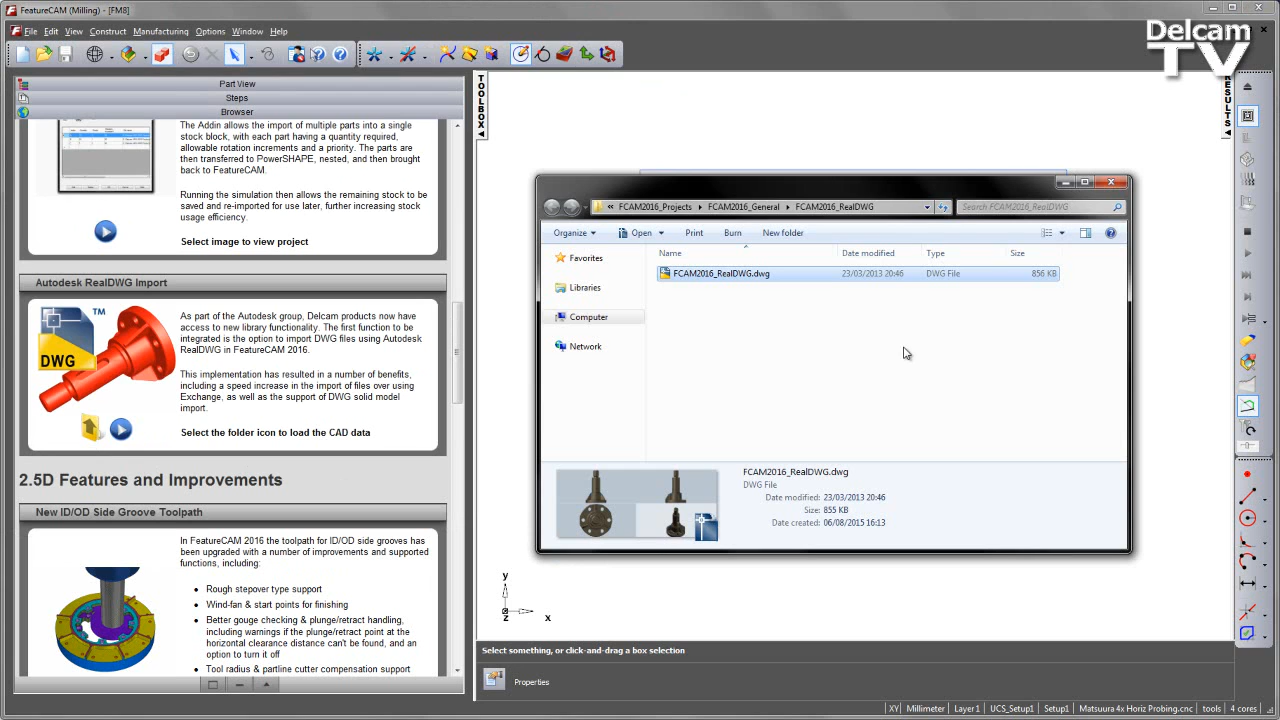 FeatureCAM (Milling) - [FM8]
File Edit View Construct Manufacturing Options Window Help
Delcam
TV
Part View
Steps
Browser
The Addin allows the import of multiple parts into a single
stock block, with each part having a quantity required,
allowable rotation increments and a priority. The parts are
then transferred to PowerSHAPE, nested, and then brought
back to FeatureCAM.
Running the simulation then allows the remaining stock to be
saved and re-imported for use later, further increasing stock
usage efficiency.
Select image to view project
Autodesk RealDWG Import
TM
DWG
As part of the Autodesk group, Delcam products now have
access to new library functionality. The first function to be
integrated is the option to import DWG files using Autodesk
RealDWG in FeatureCAM 2016.
This implementation has resulted in a number of benefits,
including a speed increase in the import of files over using
Exchange, as well as the support of DWG solid model
import.
Select the folder icon to load the CAD data
2.5D Features and Improvements
New ID/OD Side Groove Toolpath
In FeatureCAM 2016 the toolpath for ID/OD side grooves has
been upgraded with a number of improvements and supported
functions, including:
• Rough stepover type support
• Wind-fan & start points for finishing
• Better gouge checking & plunge/retract handling,
including warnings if the plunge/retract point at the
horizontal clearance distance can't be found, and an
option to turn it off
• Tool radius & partline cutter compensation support
TOOLBOX
RESULTS
« FCAM2016_Projects FCAM2016_General FCAM2016_RealDWG
Search FCAM2016_RealDWG
Organize Open Print Burn New folder
Name Date modified Type Size
FCAM2016_RealDWG.dwg 23/03/2013 20:46 DWG File 856 KB
Favorites
Libraries
Computer
Network
FCAM2016_RealDWG.dwg
DWG File
Date modified: 23/03/2013 20:46
Size: 855 KB
Date created: 06/08/2015 16:13
y
x
z
Select something, or click-and-drag a box selection
Properties
XY Millimeter Layer 1 UCS_Setup1 Setup1 Matsuura 4x Horiz Probing.cnc tools 4 cores